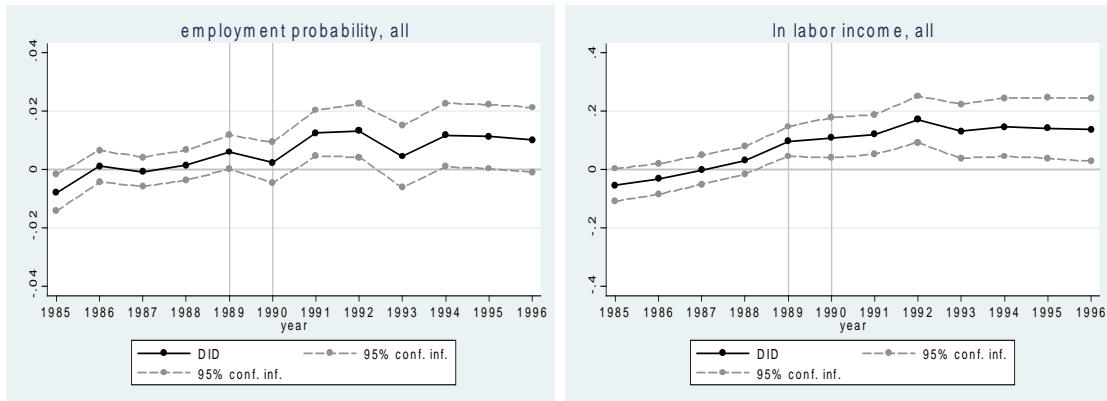 employment probability, all
.04
.02
0
-.02
-.04
1985 1986 1987 1988 1989 1990 1991 1992 1993 1994 1995 1996
year
DID
95% conf. inf.
95% conf. inf.
ln labor income, all
.4
.2
0
-.2
-.4
1985 1986 1987 1988 1989 1990 1991 1992 1993 1994 1995 1996
year
DID
95% conf. inf.
95% conf. inf.